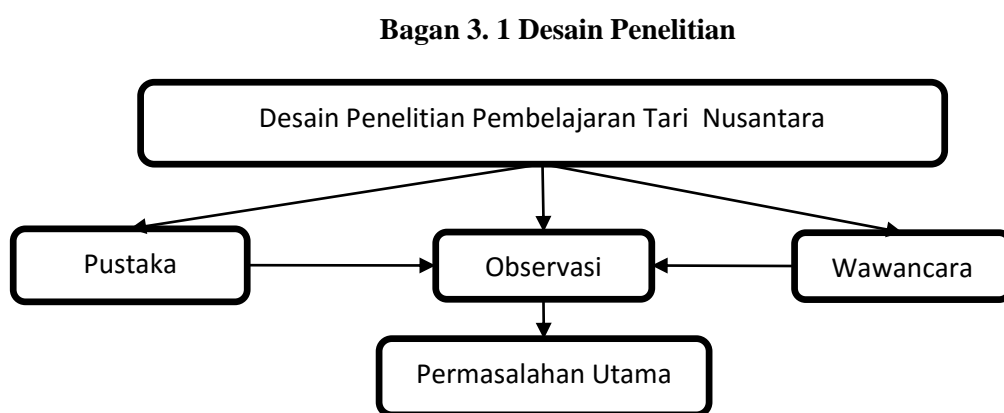 Bagan 3. 1 Desain Penelitian
Desain Penelitian Pembelajaran Tari Nusantara
Pustaka
Observasi
Wawancara
Permasalahan Utama